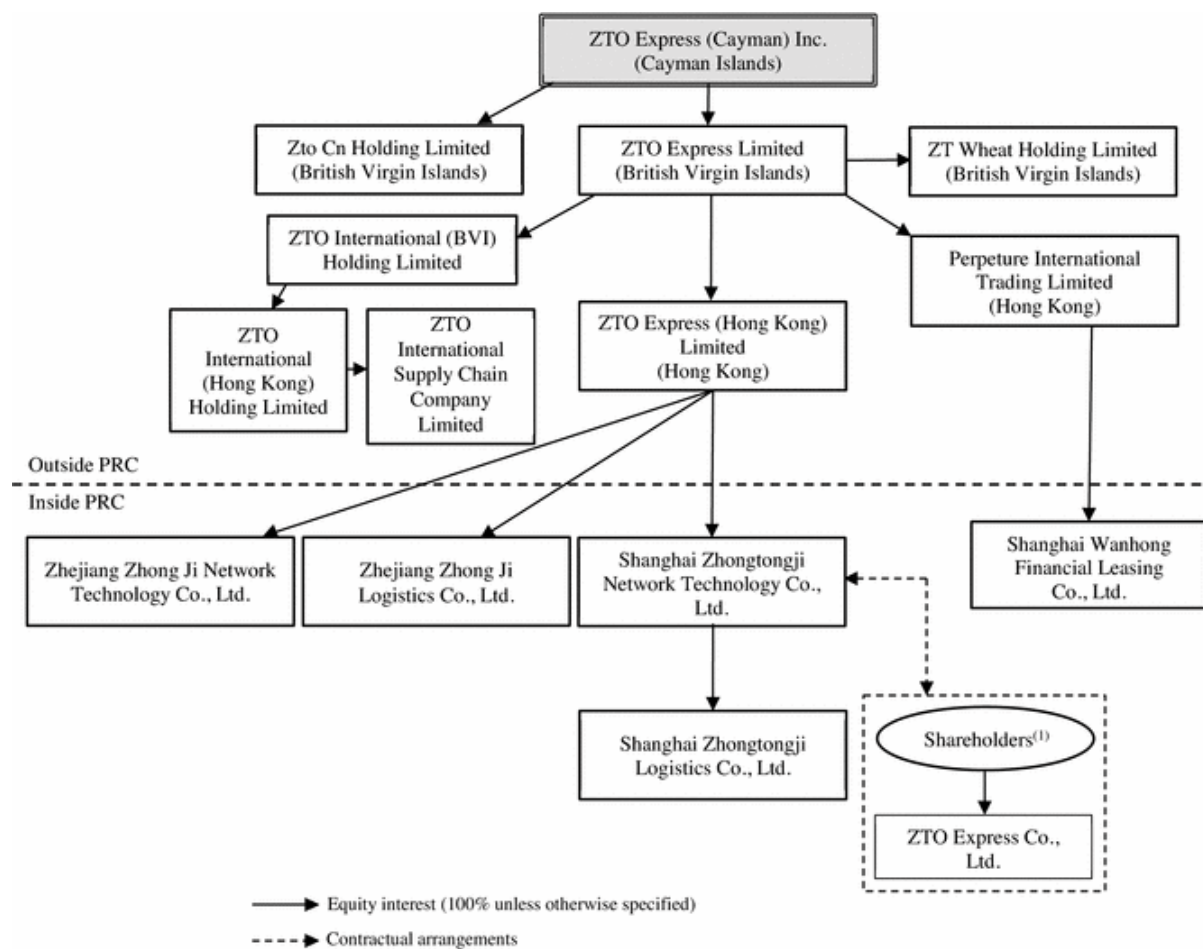 ZTO Express (Cayman) Inc.
(Cayman Islands)
Zto Cn Holding Limited
(British Virgin Islands)
ZTO Express Limited
(British Virgin Islands)
ZT Wheat Holding Limited
(British Virgin Islands)
ZTO International (BVI)
Holding Limited
Perpeture International
Trading Limited
(Hong Kong)
ZTO
International
(Hong Kong)
Holding Limited
ZTO
International
Supply Chain
Company
Limited
ZTO Express (Hong Kong)
Limited
(Hong Kong)
Outside PRC
Inside PRC
Zhejiang Zhong Ji Network
Technology Co., Ltd.
Zhejiang Zhong Ji
Logistics Co., Ltd.
Shanghai Zhongtongji
Network Technology Co.,
Ltd.
Shanghai Wanhong
Financial Leasing
Co., Ltd.
Shanghai Zhongtongji
Logistics Co., Ltd.
Shareholders(1)
ZTO Express Co.,
Ltd.
Equity interest (100% unless otherwise specified)
Contractual arrangements